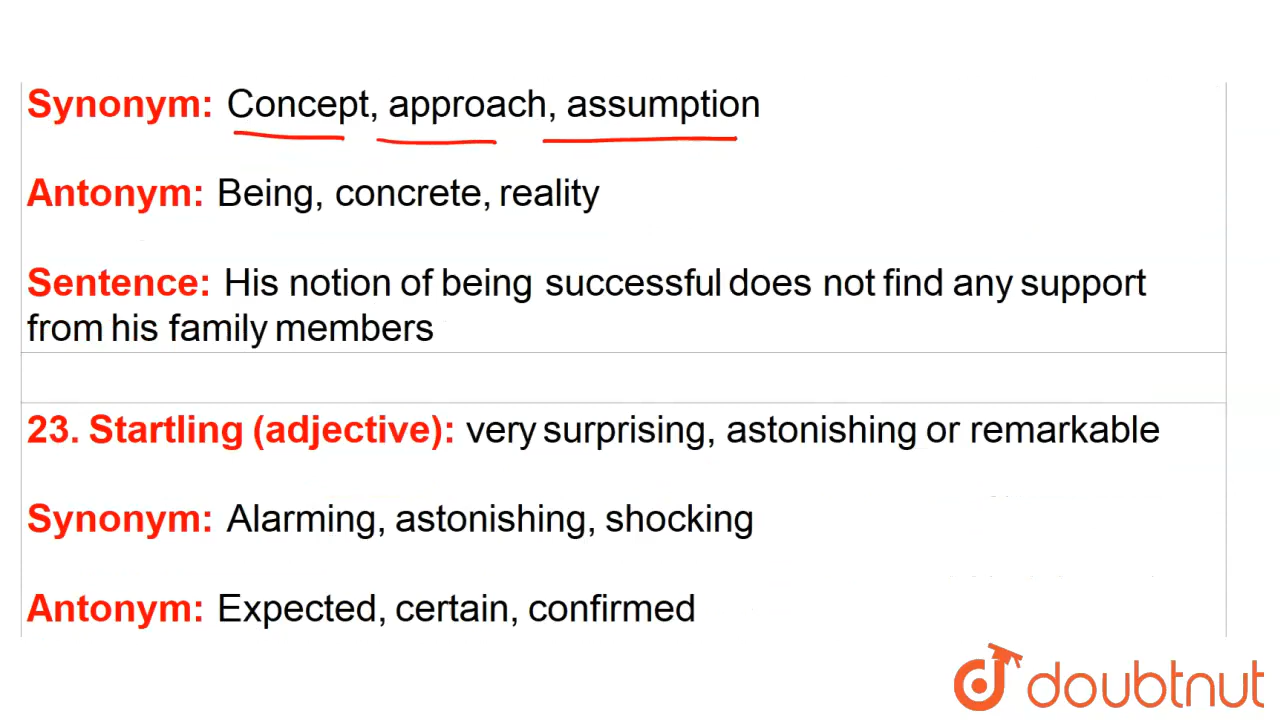 Synonym: Concept, approach, assumption
Antonym: Being, concrete, reality
Sentence: His notion of being successful does not find any support
from his family members
23. Startling (adjective): very surprising, astonishing or remarkable
Synonym: Alarming, astonishing, shocking
Antonym: Expected, certain, confirmed
doubtnut